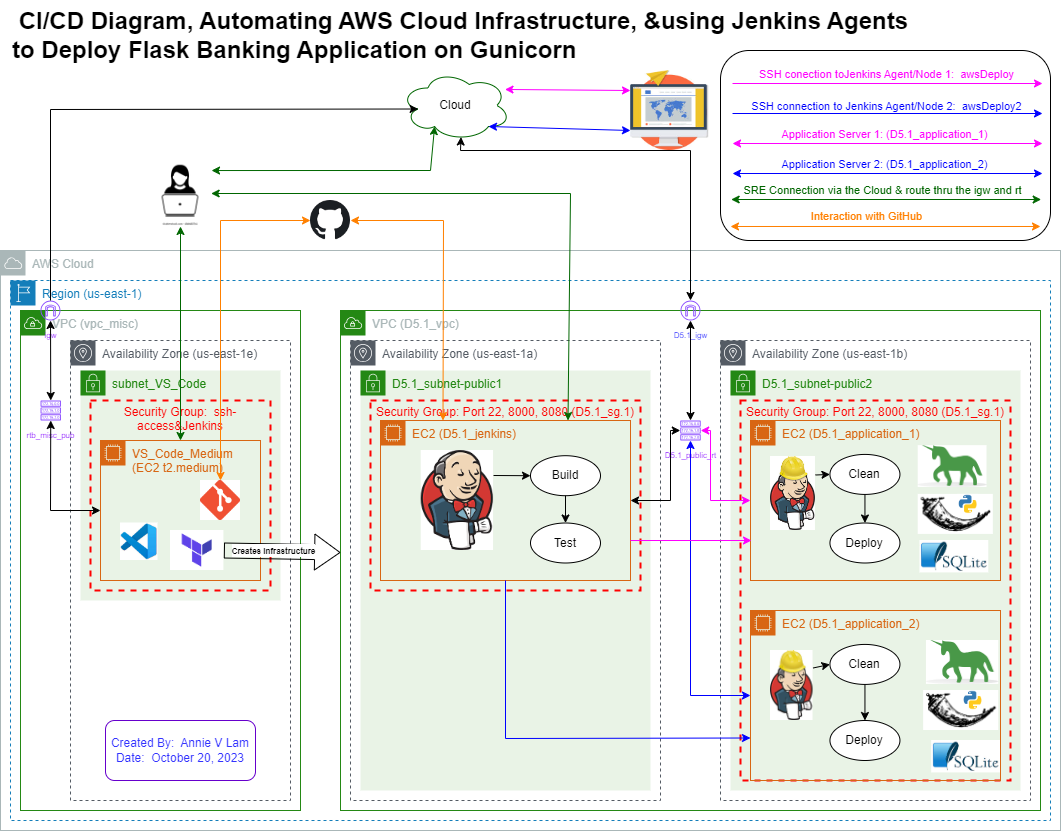 CI/CD Diagram, Automating AWS Cloud Infrastructure, &using Jenkins Agents
to Deploy Flask Banking Application on Gunicorn
Cloud
SSH conection toJenkins Agent/Node 1:  awsDeploy
SSH connection to Jenkins Agent/Node 2:  awsDeploy2
Application Server 1: (D5.1_application_1)
Application Server 2: (D5.1_application_2)
SRE Connection via the Cloud & route thru the igw and rt
Interaction with GitHub
AWS Cloud
Region (us-east-1)
igw
VPC (vpc_misc)
Availability Zone (us-east-1e)
subnet_VS_Code
Security Group:  ssh-
access&Jenkins
VS_Code_Medium
(EC2 t2.medium)
rtb_misc_pub
Creates Infrastructure
Created By:  Annie V Lam
Date:  October 20, 2023
VPC (D5.1_vpc)
Availability Zone (us-east-1a)
D5.1_subnet-public1
Security Group: Port 22, 8000, 8080 (D5.1_sg.1)
EC2 (D5.1_jenkins)
Build
Test
D5.1_igw
D5.1_public_rt
Availability Zone (us-east-1b)
D5.1_subnet-public2
Security Group: Port 22, 8000, 8080 (D5.1_sg.1)
EC2 (D5.1_application_1)
Clean
Deploy
SQLite
EC2 (D5.1_application_2)
Clean
Deploy
SQLite